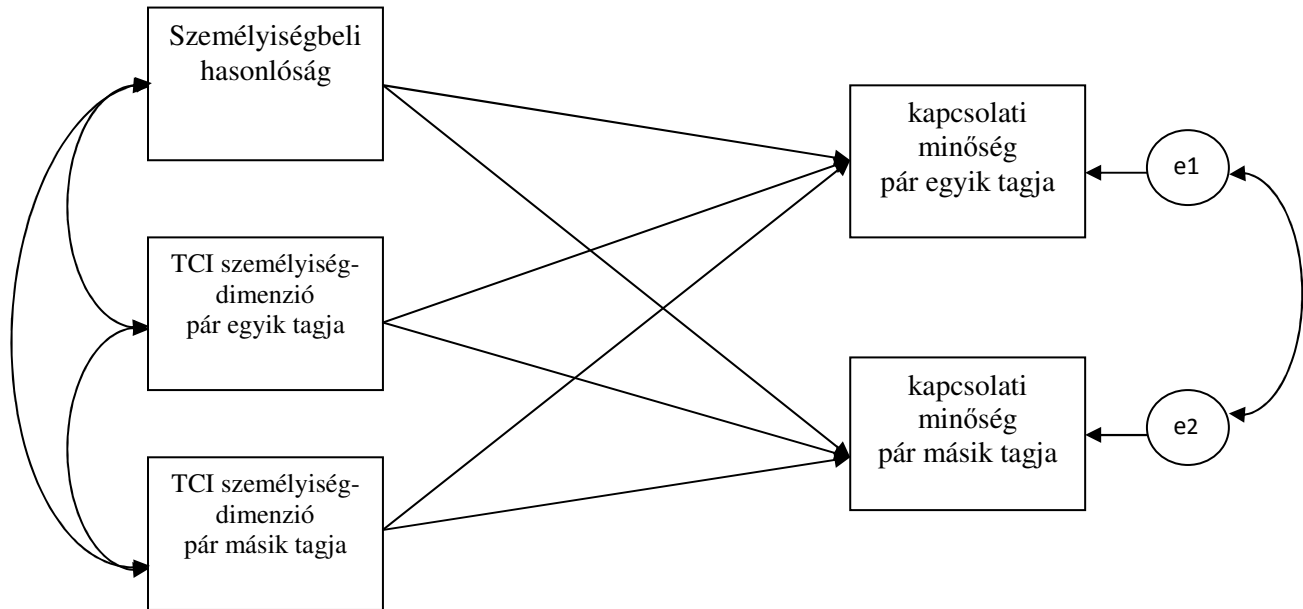 Személyiségbeli
hasonlóság
TCI személyiség-
dimenzió
pár egyik tagja
TCI személyiség-
dimenzió
pár másik tagja
kapcsolati
minőség
pár egyik tagja
e1
kapcsolati
minőség
pár másik tagja
e2